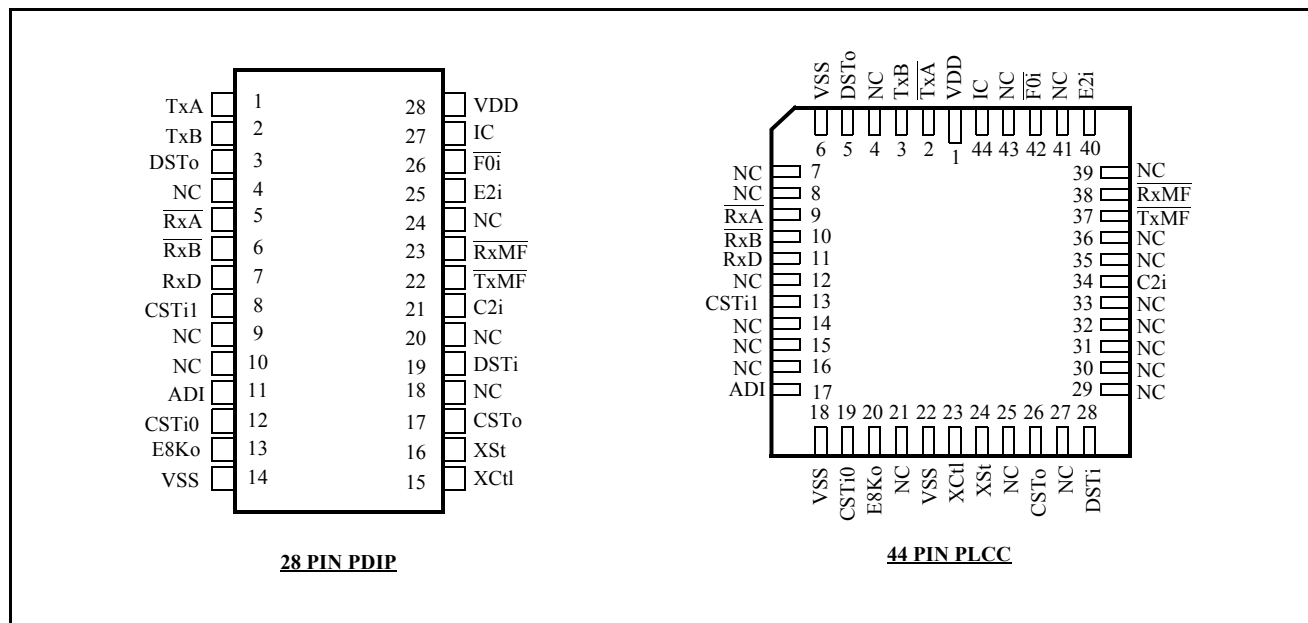 TxA 1 28 VDD
TxB 2 27 IC
DSTo 3 26 F0i
NC 4 25 E2i
RxA 5 24 NC
RxB 6 23 RxMF
RxD 7 22 TxMF
CSTi1 8 21 C2i
NC 9 20 NC
NC 10 19 DSTi
ADI 11 18 NC
CSTi0 12 17 CSTo
E8Ko 13 16 XSt
VSS 14 15 XCtl
28 PIN PDIP
VSS DSTo NC TxB TxA VDD IC NC F0i NC E2i
6 5 4 3 2 1 44 43 42 41 40
NC 7 39 NC
NC 8 38 RxMF
RxA 9 37 TxMF
RxB 10 36 NC
RxD 11 35 NC
NC 12 34 C2i
CSTi1 13 33 NC
NC 14 32 NC
NC 15 31 NC
NC 16 30 NC
ADI 17 29 NC
18 19 20 21 22 23 24 25 26 27 28
VSS CSTi0 E8Ko NC VSS XCtl XSt NC CSTo NC DSTi
44 PIN PLCC